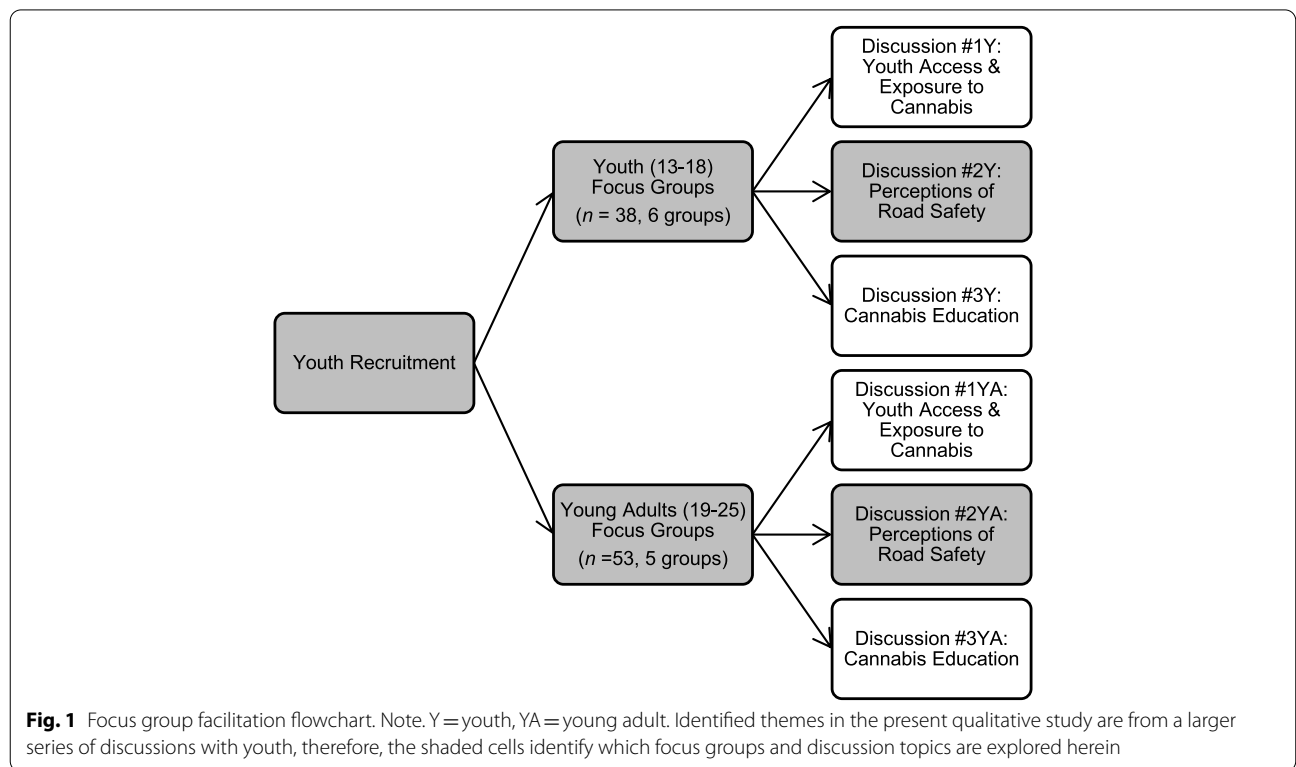 Discussion #1Y:
Youth Access &
Exposure to
Cannabis
Youth (13-18)
Focus Groups
(n = 38, 6 groups)
Discussion #2Y:
Perceptions of
Road Safety
Discussion #3Y:
Cannabis Education
Youth Recruitment
Discussion #1YA:
Youth Access &
Exposure to
Cannabis
Young Adults (19-25)
Focus Groups
(n =53, 5 groups)
Discussion #2YA:
Perceptions of
Road Safety
Discussion #3YA:
Cannabis Education
Fig. 1 Focus group facilitation flowchart. Note. Y = youth, YA = young adult. Identified themes in the present qualitative study are from a larger
series of discussions with youth, therefore, the shaded cells identify which focus groups and discussion topics are explored herein